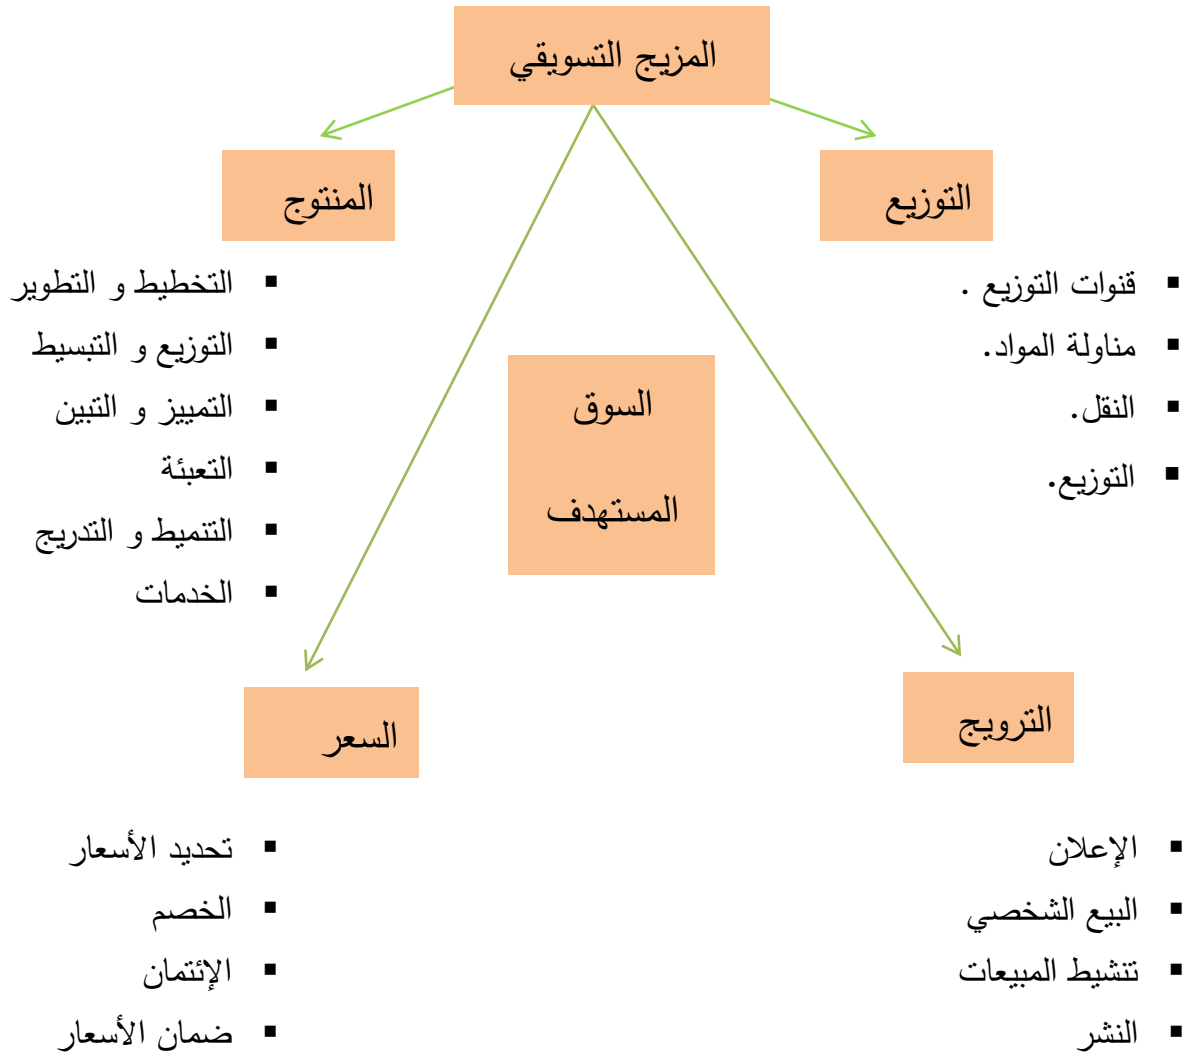 المزيج التسويقي
التوزيع
المنتوج
▪ قنوات التوزيع .
▪ مناولة المواد.
▪ النقل.
▪ التوزيع.
▪ التخطيط و التطوير
▪ التوزيع و التبسيط
▪ التمييز و التبين
▪ التعبئة
▪ التنميط و التدريج
▪ الخدمات
السوق
المستهدف
الترويج
السعر
▪ الإعلان
▪ البيع الشخصي
▪ تنشيط المبيعات
▪ النشر
▪ تحديد الأسعار
▪ الخصم
▪ الإئتمان
▪ ضمان الأسعار